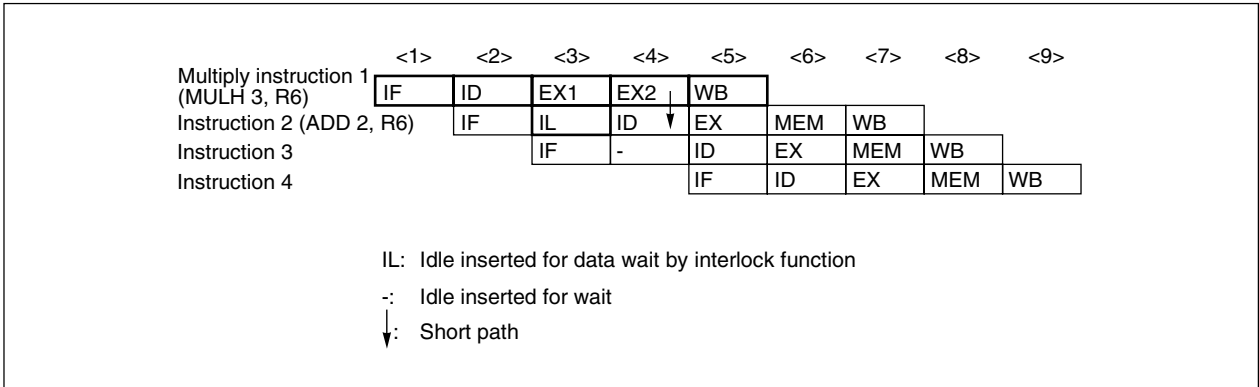 <1> <2> <3> <4> <5> <6> <7> <8> <9>
Multiply instruction 1
(MULH 3, R6) IF ID EX1 EX2 WB
Instruction 2 (ADD 2, R6) IF IL ID EX MEM WB
Instruction 3 IF - ID EX MEM WB
Instruction 4 IF ID EX MEM WB
IL: Idle inserted for data wait by interlock function
-: Idle inserted for wait
: Short path